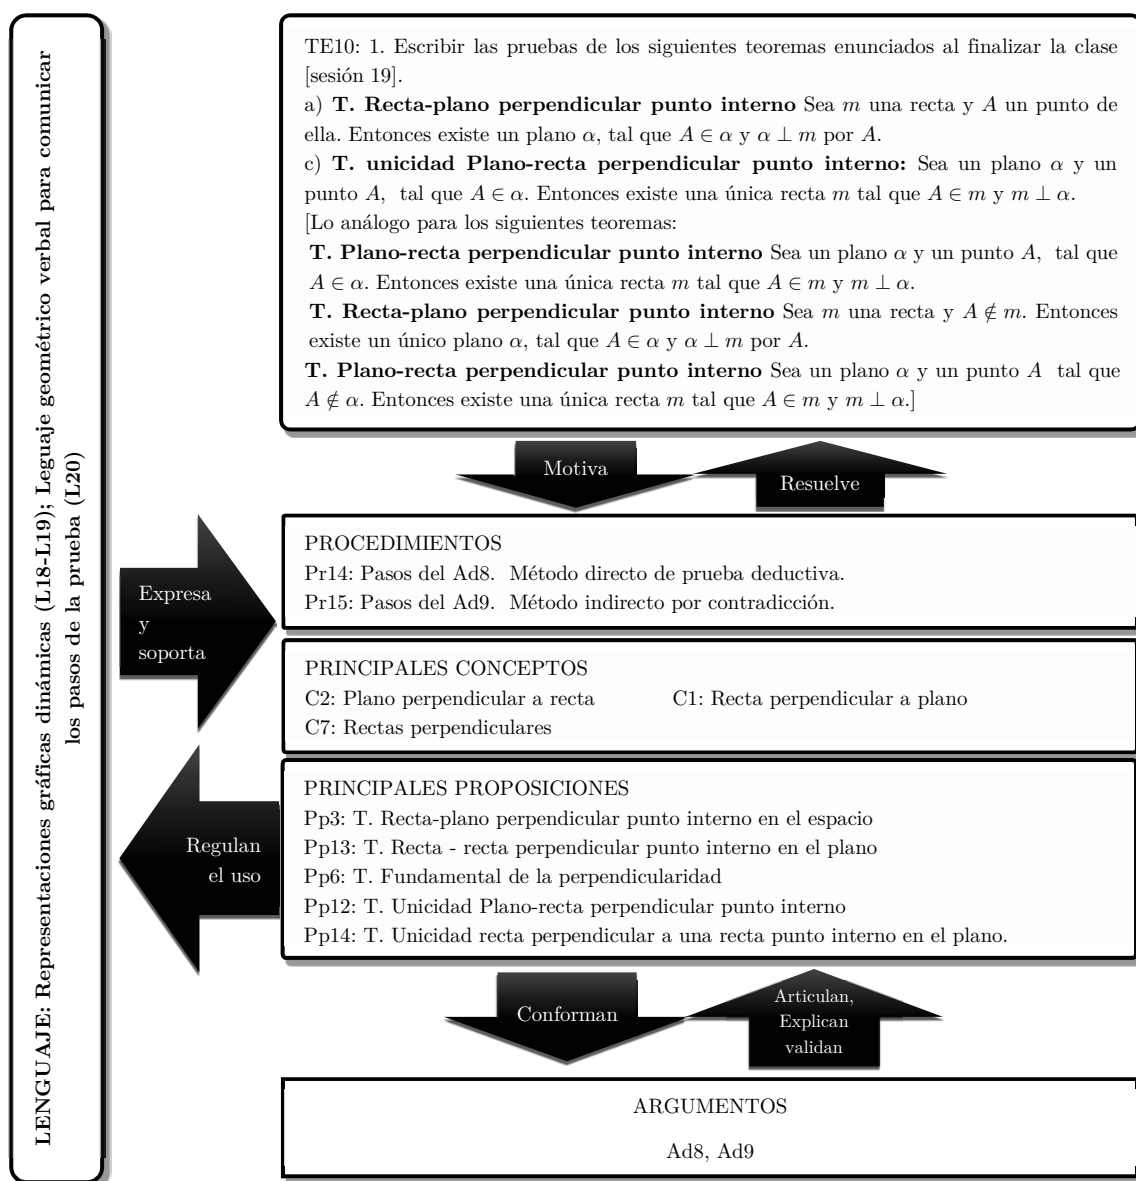 LENGUAJE: Representaciones gráficas dinámicas (L18-L19); Leguaje geométrico verbal para comunicar
los pasos de la prueba (L20)
TE10: 1. Escribir las pruebas de los siguientes teoremas enunciados al finalizar la clase
[sesión 19].
a) T. Recta-plano perpendicular punto interno Sea m una recta y A un punto de
ella. Entonces existe un plano α, tal que A ∈ α y α ⊥ m por A.
c) T. unicidad Plano-recta perpendicular punto interno: Sea un plano α y un
punto A, tal que A ∈ α. Entonces existe una única recta m tal que A ∈ m y m ⊥ α.
[Lo análogo para los siguientes teoremas:
T. Plano-recta perpendicular punto interno Sea un plano α y un punto A, tal que
A ∈ α. Entonces existe una única recta m tal que A ∈ m y m ⊥ α.
T. Recta-plano perpendicular punto interno Sea m una recta y A ∉ m. Entonces
existe un único plano α, tal que A ∈ α y α ⊥ m por A.
T. Plano-recta perpendicular punto interno Sea un plano α y un punto A tal que
A ∉ α. Entonces existe una única recta m tal que A ∈ m y m ⊥ α.]
Motiva
Resuelve
Expresa
y
soporta
PROCEDIMIENTOS
Pr14: Pasos del Ad8. Método directo de prueba deductiva.
Pr15: Pasos del Ad9. Método indirecto por contradicción.
PRINCIPALES CONCEPTOS
C2: Plano perpendicular a recta C1: Recta perpendicular a plano
C7: Rectas perpendiculares
Regulan
el uso
PRINCIPALES PROPOSICIONES
Pp3: T. Recta-plano perpendicular punto interno en el espacio
Pp13: T. Recta - recta perpendicular punto interno en el plano
Pp6: T. Fundamental de la perpendicularidad
Pp12: T. Unicidad Plano-recta perpendicular punto interno
Pp14: T. Unicidad recta perpendicular a una recta punto interno en el plano.
Conforman
Articulan,
Explican
validan
ARGUMENTOS
Ad8, Ad9